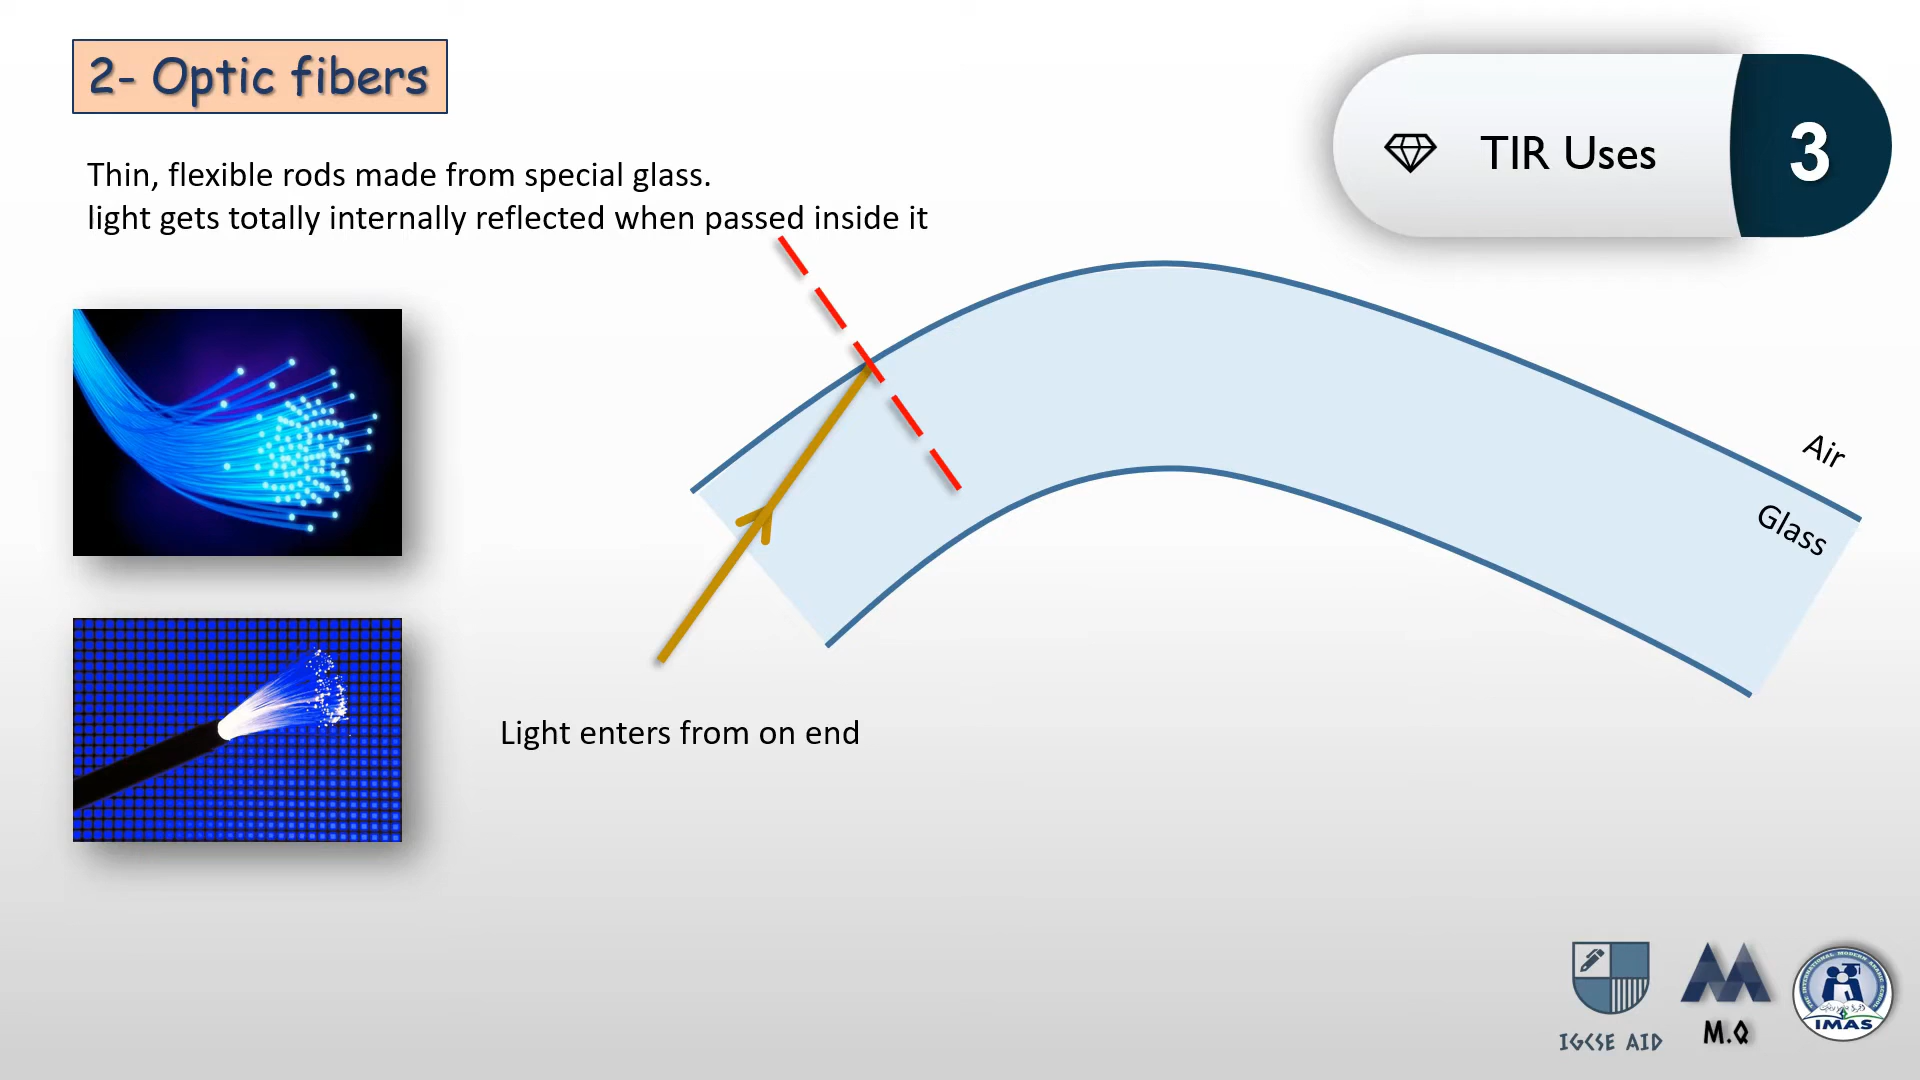 2- Optic fibers
TIR Uses
3
Thin, flexible rods made from special glass.
light gets totally internally reflected when passed inside it
Air
Glass
Light enters from on end
IGCSE AID
M.Q
IMAS